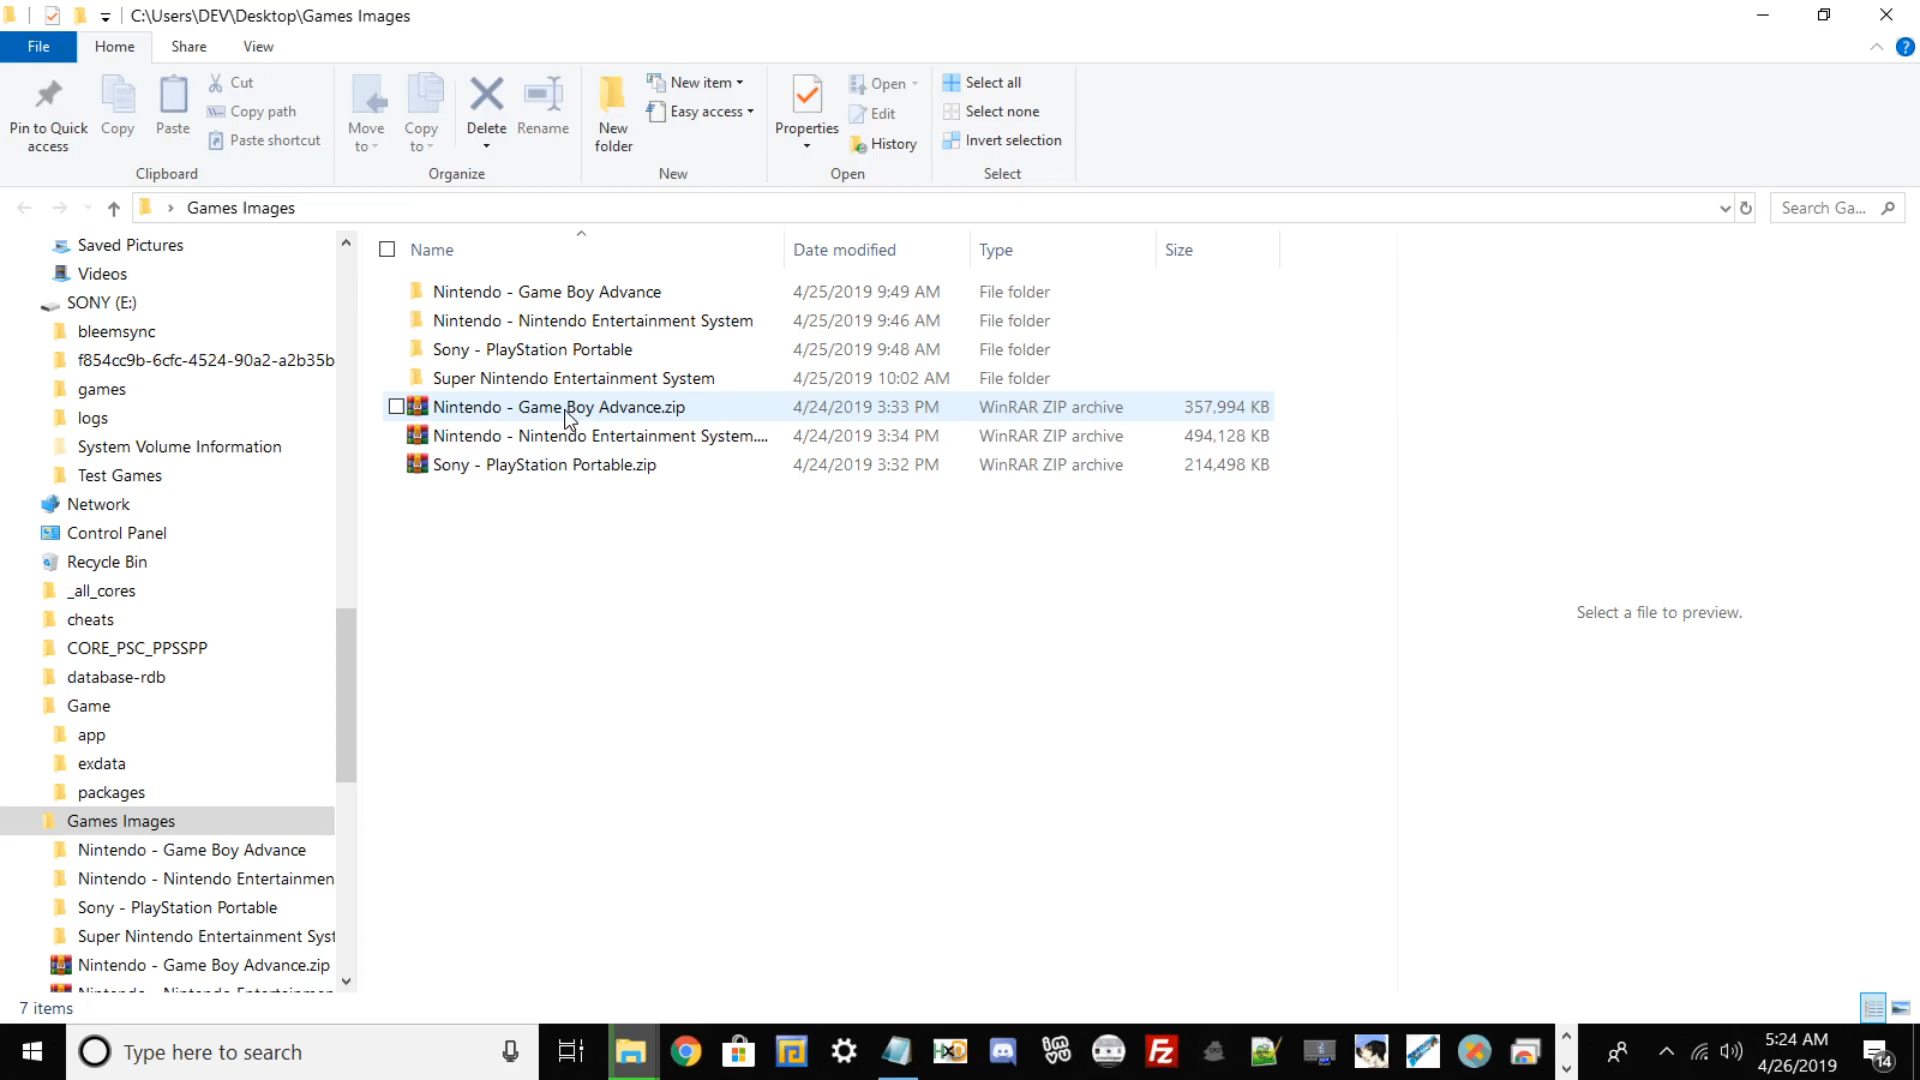 C:\Users\DEV\Desktop\Games Images
File Home Share View
Pin to Quick access
Copy
Paste
Cut
Copy path
Paste shortcut
Clipboard
Move to
Copy to
Delete
Rename
Organize
New folder
New item
Easy access
New
Properties
Open
Edit
History
Open
Select all
Select none
Invert selection
Select
Games Images
Search Ga...
Saved Pictures
Videos
SONY (E:)
bleemsync
f854cc9b-6cfc-4524-90a2-a2b35b
games
logs
System Volume Information
Test Games
Network
Control Panel
Recycle Bin
_all_cores
cheats
CORE_PSC_PPSSPP
database-rdb
Game
app
exdata
packages
Games Images
Nintendo - Game Boy Advance
Nintendo - Nintendo Entertainmen
Sony - PlayStation Portable
Super Nintendo Entertainment Syst
Nintendo - Game Boy Advance.zip
Name Date modified Type Size
Nintendo - Game Boy Advance 4/25/2019 9:49 AM File folder
Nintendo - Nintendo Entertainment System 4/25/2019 9:46 AM File folder
Sony - PlayStation Portable 4/25/2019 9:48 AM File folder
Super Nintendo Entertainment System 4/25/2019 10:02 AM File folder
Nintendo - Game Boy Advance.zip 4/24/2019 3:33 PM WinRAR ZIP archive 357,994 KB
Nintendo - Nintendo Entertainment System.... 4/24/2019 3:34 PM WinRAR ZIP archive 494,128 KB
Sony - PlayStation Portable.zip 4/24/2019 3:32 PM WinRAR ZIP archive 214,498 KB
Select a file to preview.
7 items
Type here to search
5:24 AM
4/26/2019
14